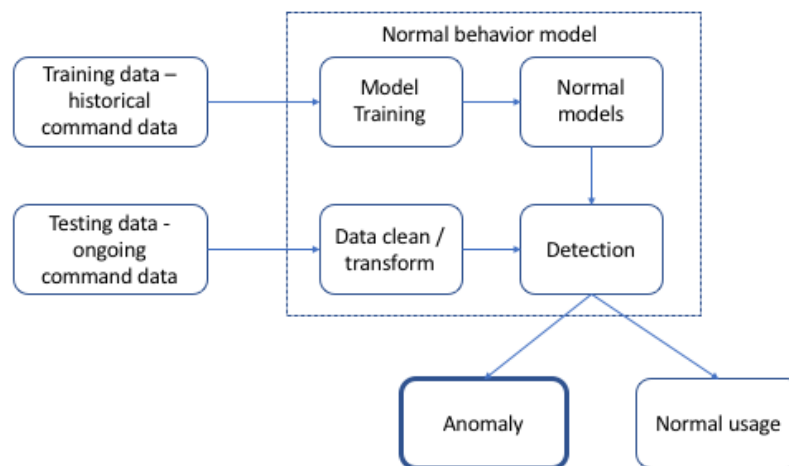 Normal behavior model
Training data –
historical
command data
Model
Training
Normal
models
Testing data -
ongoing
command data
Data clean /
transform
Detection
Anomaly
Normal usage